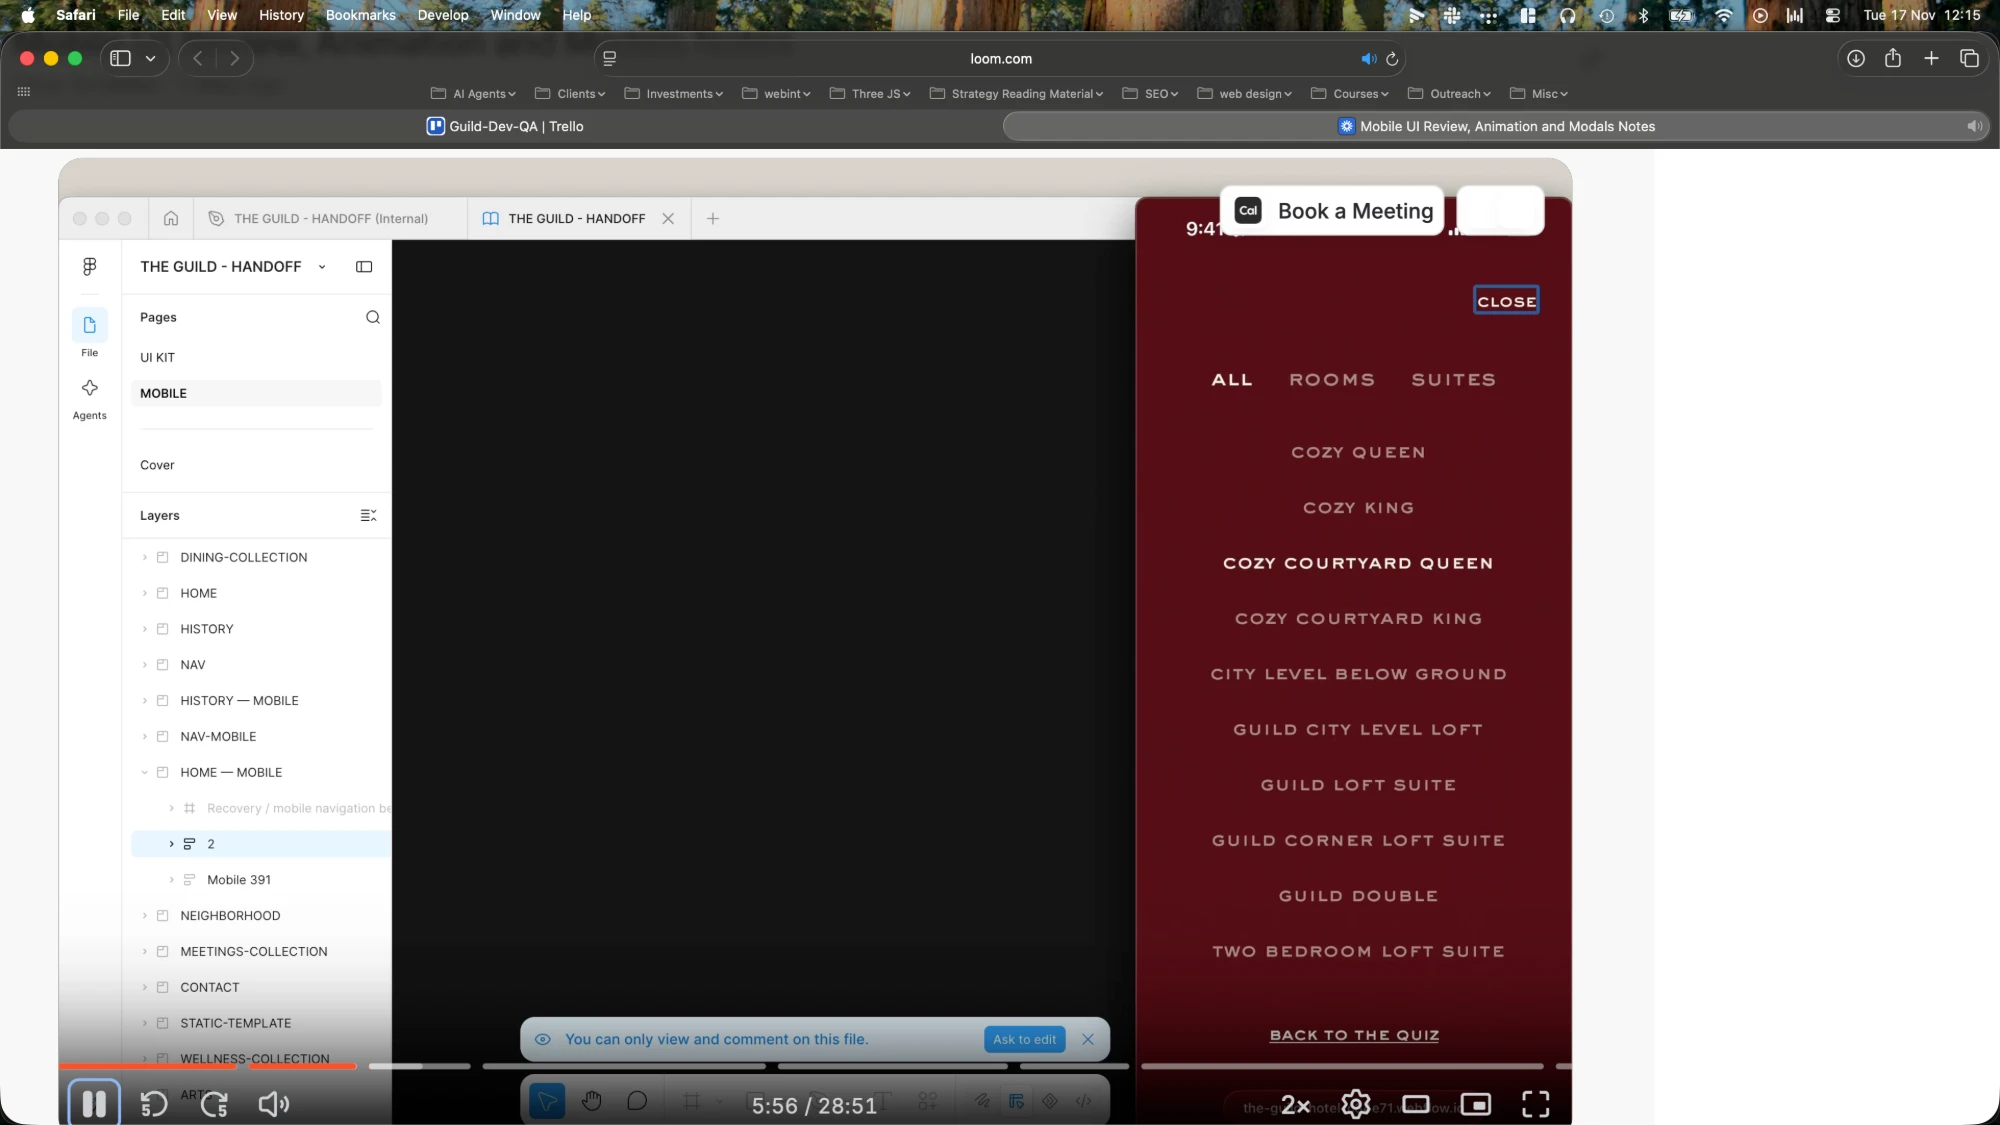 Safari File Edit View History Bookmarks Develop Window Help Tue 17 Nov 12:15
loom.com
AI Agents Clients Investments webint Three JS Strategy Reading Material SEO web design Courses Outreach Misc
Guild-Dev-QA | Trello Mobile UI Review, Animation and Modals Notes
THE GUILD - HANDOFF (Internal) THE GUILD - HANDOFF
Cal Book a Meeting
9:41
THE GUILD - HANDOFF
CLOSE
Pages
File
UI KIT
MOBILE
Agents
Cover
Layers
DINING-COLLECTION
HOME
HISTORY
NAV
HISTORY — MOBILE
NAV-MOBILE
HOME — MOBILE
Recovery / mobile navigation be
2
Mobile 391
NEIGHBORHOOD
MEETINGS-COLLECTION
CONTACT
STATIC-TEMPLATE
WELLNESS-COLLECTION
ALL ROOMS SUITES
COZY QUEEN
COZY KING
COZY COURTYARD QUEEN
COZY COURTYARD KING
CITY LEVEL BELOW GROUND
GUILD CITY LEVEL LOFT
GUILD LOFT SUITE
GUILD CORNER LOFT SUITE
GUILD DOUBLE
TWO BEDROOM LOFT SUITE
BACK TO THE QUIZ
You can only view and comment on this file. Ask to edit
5 5 5:56 / 28:51 2x